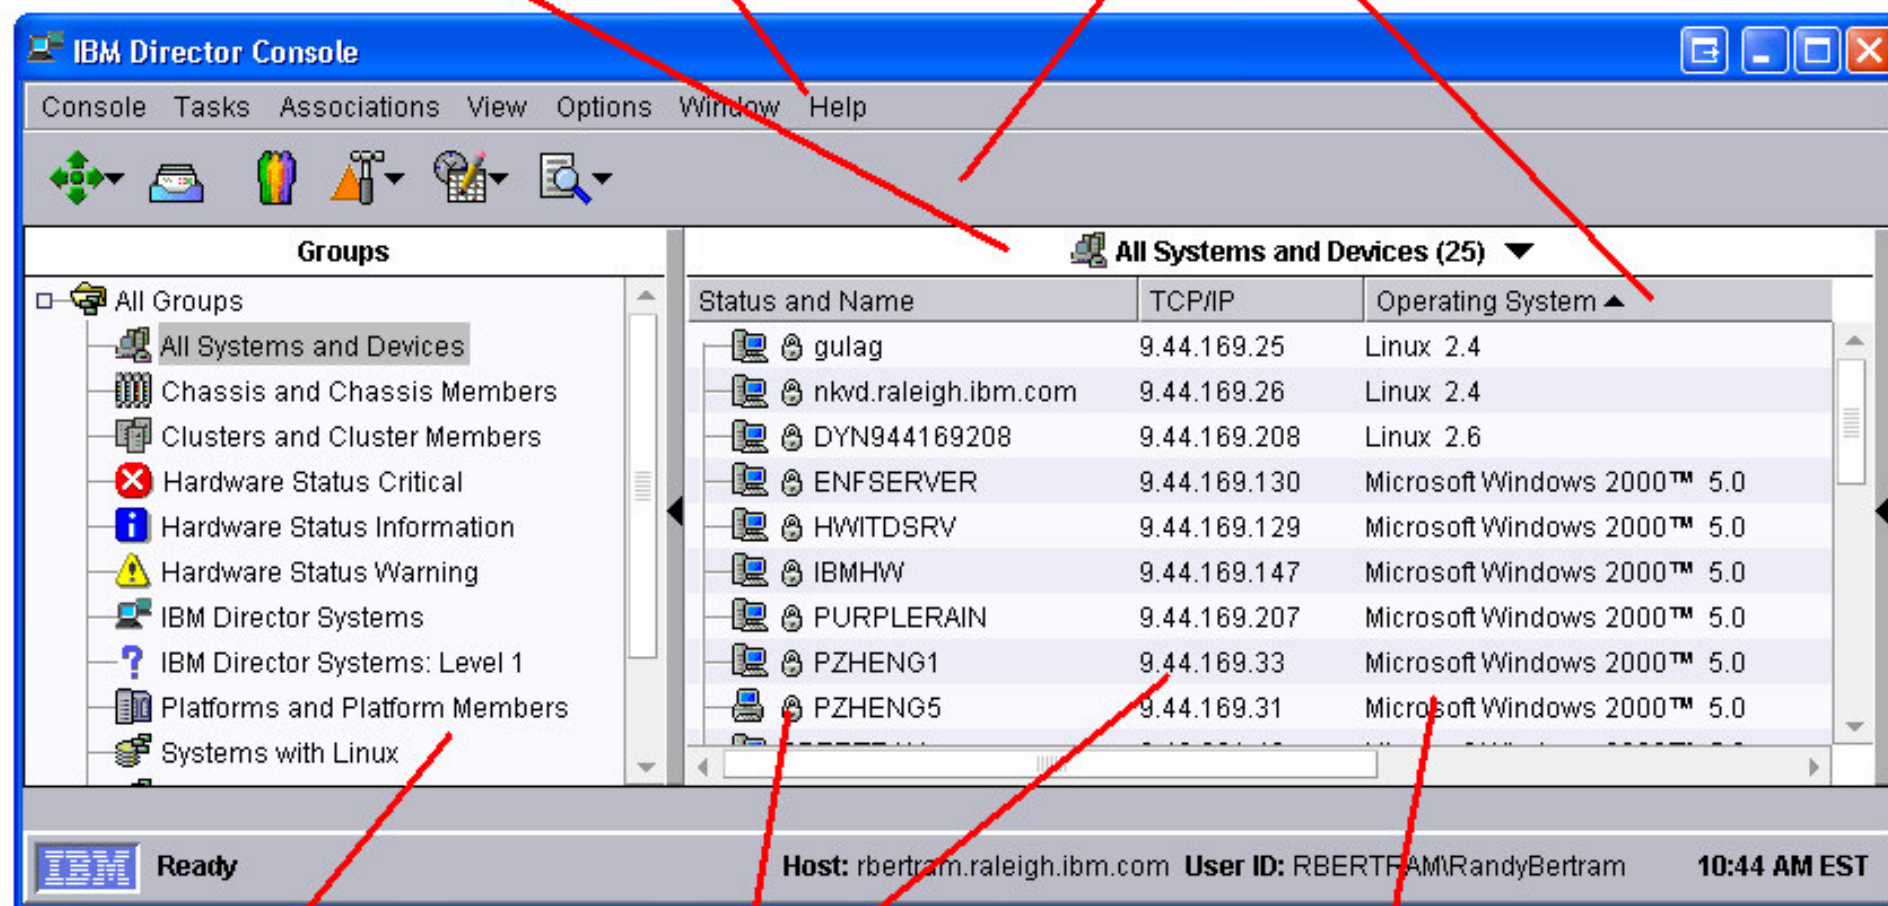 IBM Director Console
Console Tasks Associations View Options Window Help
Groups
All Groups
All Systems and Devices
Chassis and Chassis Members
Clusters and Cluster Members
Hardware Status Critical
Hardware Status Information
Hardware Status Warning
IBM Director Systems
IBM Director Systems: Level 1
Platforms and Platform Members
Systems with Linux
All Systems and Devices (25)
Status and Name TCP/IP Operating System
gulag 9.44.169.25 Linux 2.4
nkvd.raleigh.ibm.com 9.44.169.26 Linux 2.4
DYN944169208 9.44.169.208 Linux 2.6
ENFSERVER 9.44.169.130 Microsoft Windows 2000™ 5.0
HWITDSRV 9.44.169.129 Microsoft Windows 2000™ 5.0
IBMHW 9.44.169.147 Microsoft Windows 2000™ 5.0
PURPLERAIN 9.44.169.207 Microsoft Windows 2000™ 5.0
PZHENG1 9.44.169.33 Microsoft Windows 2000™ 5.0
PZHENG5 9.44.169.31 Microsoft Windows 2000™ 5.0
IBM Ready Host: rbertram.raleigh.ibm.com User ID: RBERTRAM\RandyBertram 10:44 AM EST